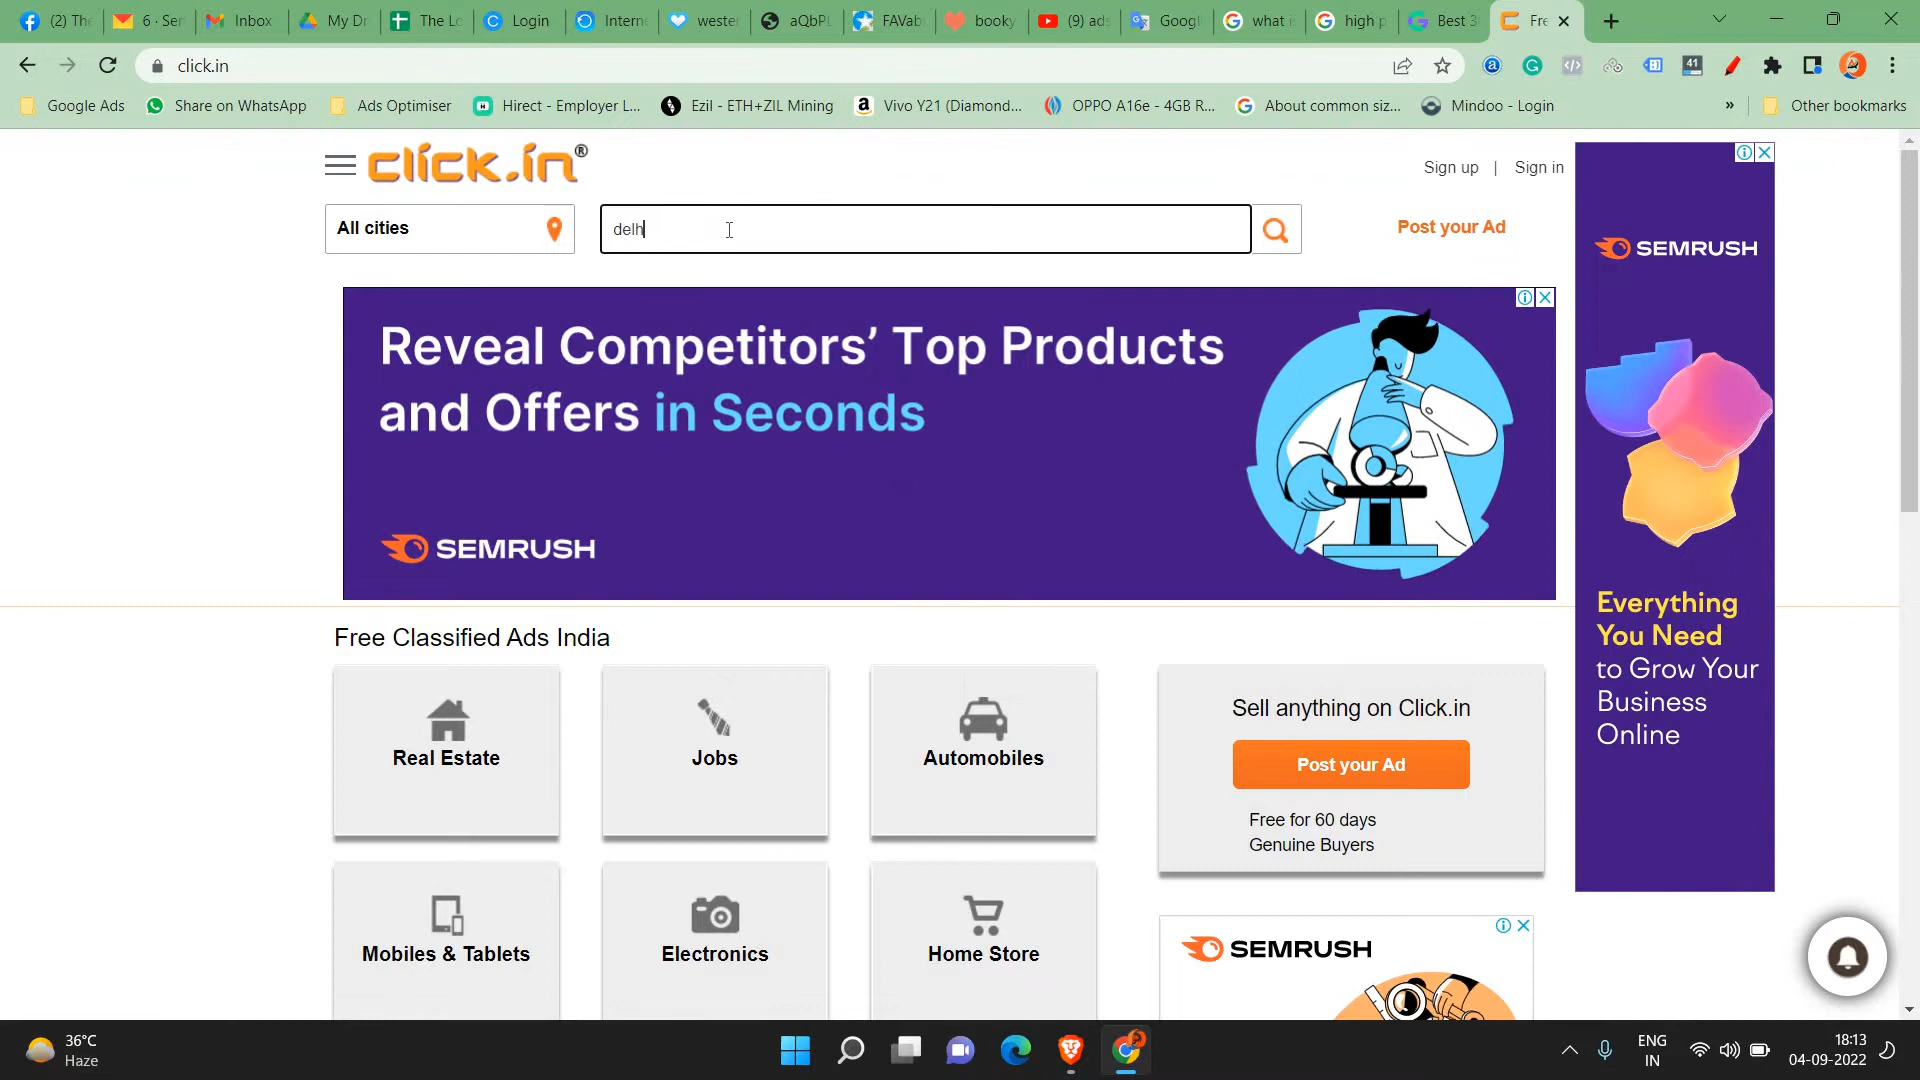 (2) The
6 · Ser
Inbox
My Dr
The Lo
Login
Intern
wester
aQbPL
FAVab
booky
(9) ads
Googl
what i
high p
Best 3
Fre
click.in
41
Google Ads
Share on WhatsApp
Ads Optimiser
Hirect - Employer L...
Ezil - ETH+ZIL Mining
Vivo Y21 (Diamond...
OPPO A16e - 4GB R...
About common siz...
Mindoo - Login
»
Other bookmarks
click.in®
Sign up | Sign in
All cities
delh
Post your Ad
SEMRUSH
Reveal Competitors' Top Products
and Offers in Seconds
SEMRUSH
Everything
You Need
to Grow Your
Business
Online
Free Classified Ads India
Real Estate
Jobs
Automobiles
Sell anything on Click.in
Post your Ad
Free for 60 days
Genuine Buyers
Mobiles & Tablets
Electronics
Home Store
SEMRUSH
36°C
Haze
ENG
IN
18:13
04-09-2022